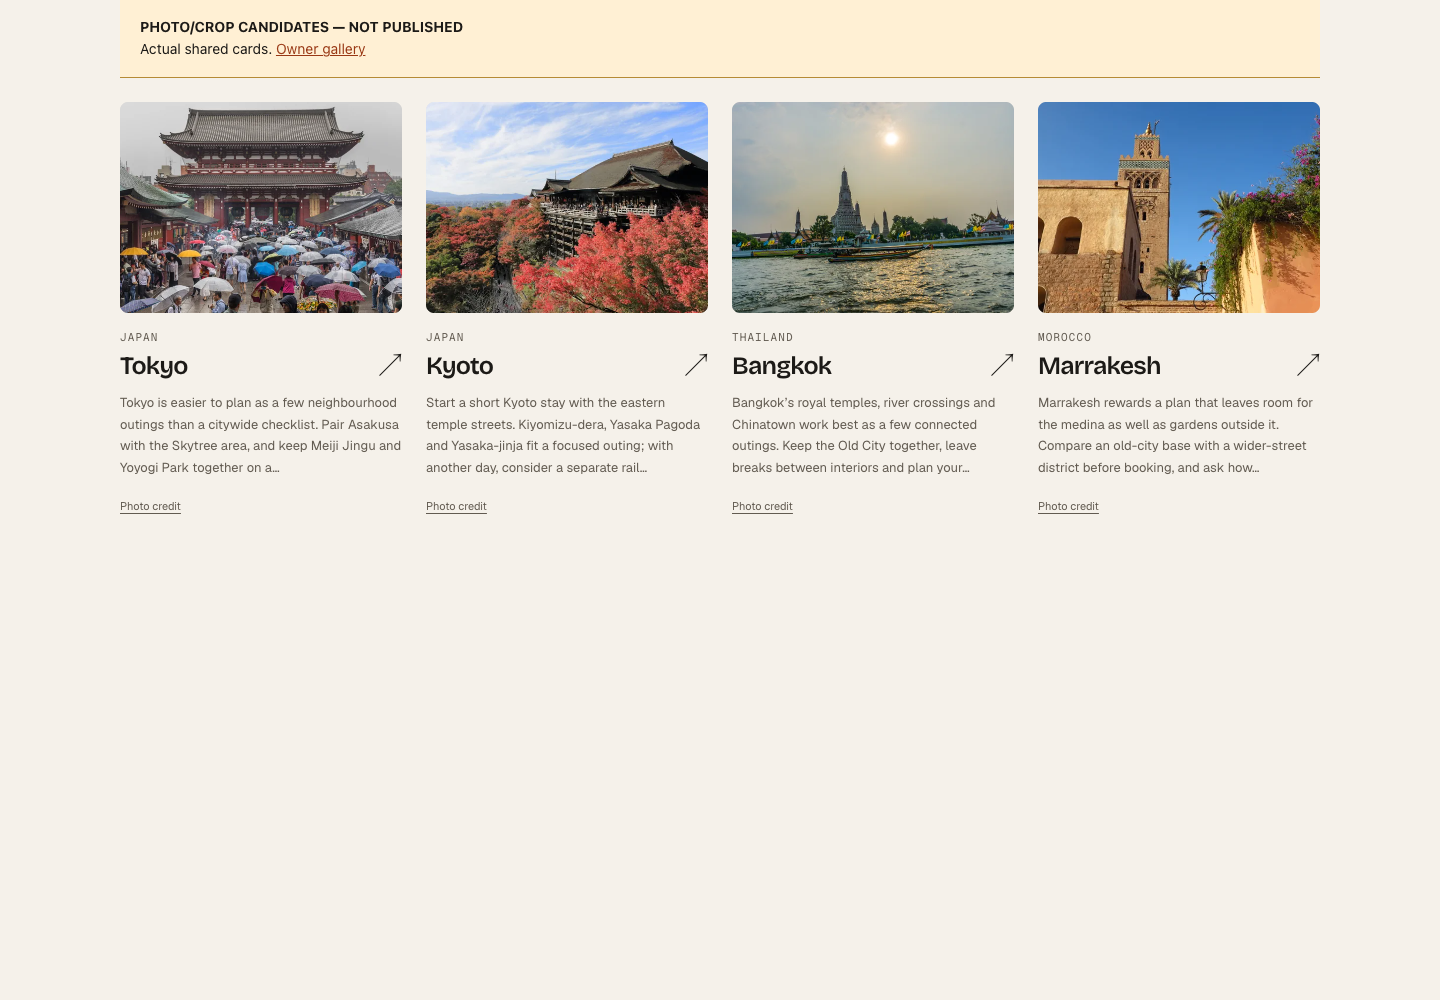 PHOTO/CROP CANDIDATES — NOT PUBLISHED
Actual shared cards. Owner gallery
JAPAN
Tokyo
Tokyo is easier to plan as a few neighbourhood
outings than a citywide checklist. Pair Asakusa
with the Skytree area, and keep Meiji Jingu and
Yoyogi Park together on a…
Photo credit
JAPAN
Kyoto
Start a short Kyoto stay with the eastern
temple streets. Kiyomizu-dera, Yasaka Pagoda
and Yasaka-jinja fit a focused outing; with
another day, consider a separate rail…
Photo credit
THAILAND
Bangkok
Bangkok’s royal temples, river crossings and
Chinatown work best as a few connected
outings. Keep the Old City together, leave
breaks between interiors and plan your…
Photo credit
MOROCCO
Marrakesh
Marrakesh rewards a plan that leaves room for
the medina as well as gardens outside it.
Compare an old-city base with a wider-street
district before booking, and ask how…
Photo credit